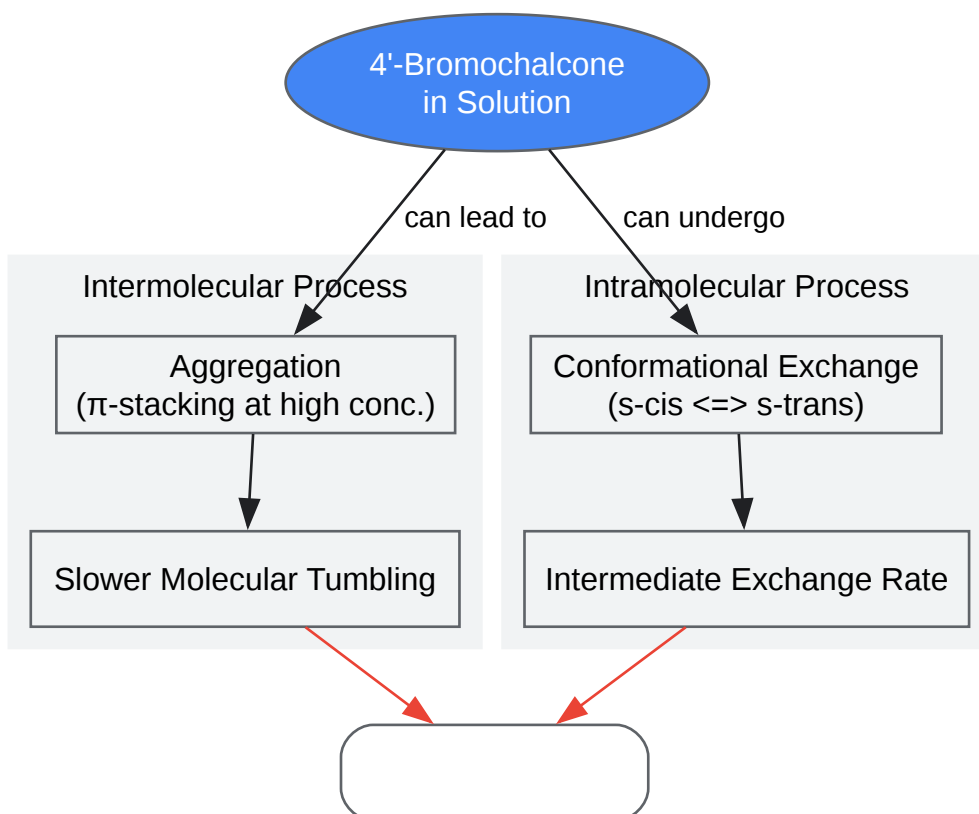 4'-Bromochalcone
in Solution
can lead to
can undergo
Intermolecular Process
Intramolecular Process
Aggregation
(π-stacking at high conc.)
Conformational Exchange
(s-cis <=> s-trans)
Slower Molecular Tumbling
Intermediate Exchange Rate